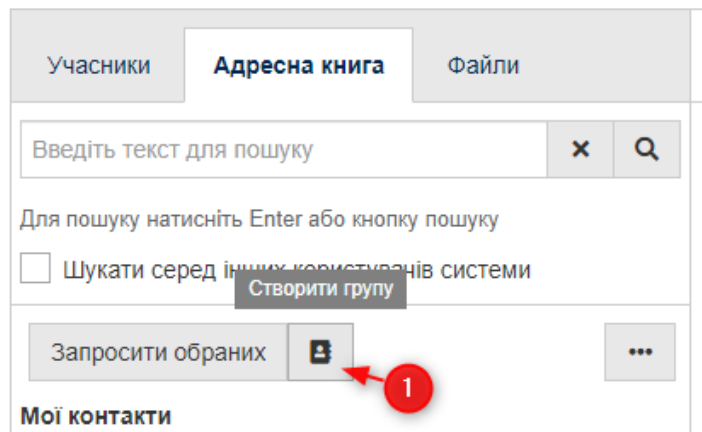 Учасники Адресна книга Файли
Введіть текст для пошуку
Для пошуку натисніть Enter або кнопку пошуку
Шукати серед інших користувачів системи
Створити групу
Запросити обраних
1
Мої контакти